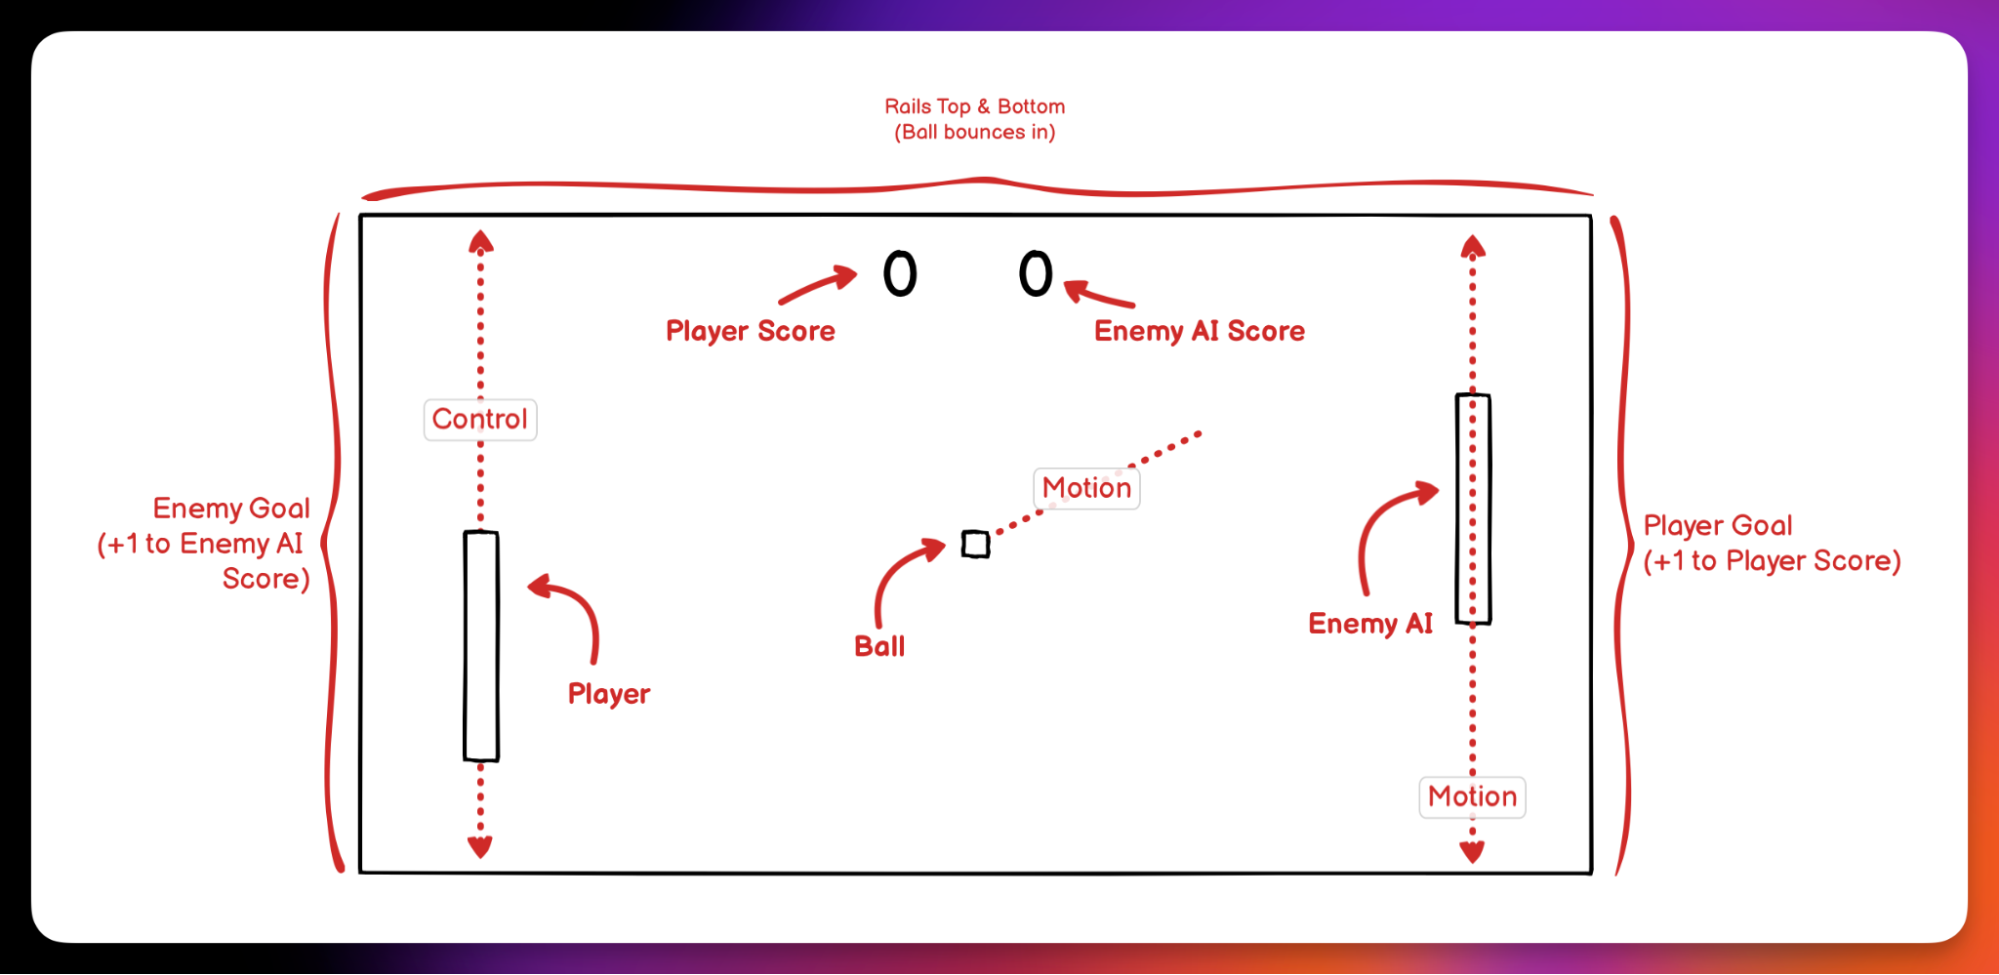 Rails Top & Bottom
(Ball bounces in)
0
0
Player Score
Enemy AI Score
Control
Motion
Enemy Goal
(+1 to Enemy AI
Score)
Player Goal
(+1 to Player Score)
Enemy AI
Ball
Player
Motion